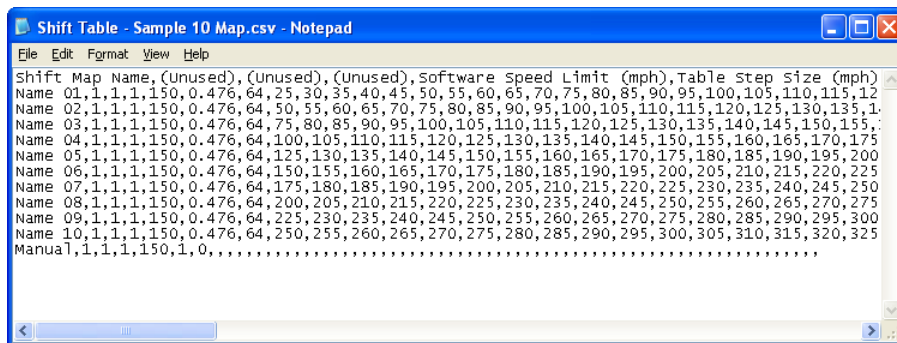 Shift Table - Sample 10 Map.csv - Notepad
File Edit Format View Help
Shift Map Name,(Unused),(Unused),(Unused),Software Speed Limit (mph),Table Step Size (mph)
Name 01,1,1,1,150,0.476,64,25,30,35,40,45,50,55,60,65,70,75,80,85,90,95,100,105,110,115,12
Name 02,1,1,1,150,0.476,64,50,55,60,65,70,75,80,85,90,95,100,105,110,115,120,125,130,135,14
Name 03,1,1,1,150,0.476,64,75,80,85,90,95,100,105,110,115,120,125,130,135,140,145,150,155,
Name 04,1,1,1,150,0.476,64,100,105,110,115,120,125,130,135,140,145,150,155,160,165,170,175
Name 05,1,1,1,150,0.476,64,125,130,135,140,145,150,155,160,165,170,175,180,185,190,195,200
Name 06,1,1,1,150,0.476,64,150,155,160,165,170,175,180,185,190,195,200,205,210,215,220,225
Name 07,1,1,1,150,0.476,64,175,180,185,190,195,200,205,210,215,220,225,230,235,240,245,250
Name 08,1,1,1,150,0.476,64,200,205,210,215,220,225,230,235,240,245,250,255,260,265,270,275
Name 09,1,1,1,150,0.476,64,225,230,235,240,245,250,255,260,265,270,275,280,285,290,295,300
Name 10,1,1,1,150,0.476,64,250,255,260,265,270,275,280,285,290,295,300,305,310,315,320,325
Manual,1,1,1,150,1,0,,,,,,,,,,,,,,,,,,,,,,,,,,,,,,,,,,,,,,,,,,,,,,,,,,,,,,,,,,,,,,,,